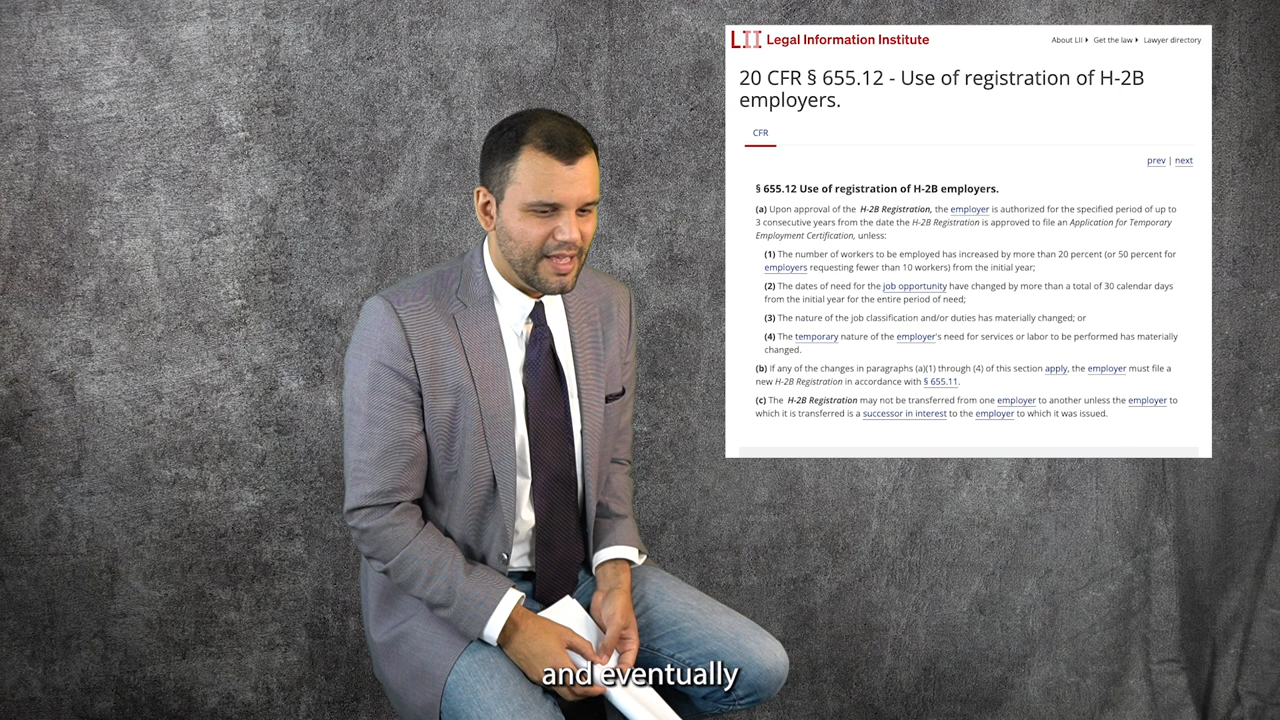 LII Legal Information Institute
About LII Get the law Lawyer directory
20 CFR § 655.12 - Use of registration of H-2B
employers.
CFR
prev | next
§ 655.12 Use of registration of H-2B employers.
(a) Upon approval of the H-2B Registration, the employer is authorized for the specified period of up to
3 consecutive years from the date the H-2B Registration is approved to file an Application for Temporary
Employment Certification, unless:
(1) The number of workers to be employed has increased by more than 20 percent (or 50 percent for
employers requesting fewer than 10 workers) from the initial year;
(2) The dates of need for the job opportunity have changed by more than a total of 30 calendar days
from the initial year for the entire period of need;
(3) The nature of the job classification and/or duties has materially changed; or
(4) The temporary nature of the employer's need for services or labor to be performed has materially
changed.
(b) If any of the changes in paragraphs (a)(1) through (4) of this section apply, the employer must file a
new H-2B Registration in accordance with § 655.11.
(c) The H-2B Registration may not be transferred from one employer to another unless the employer to
which it is transferred is a successor in interest to the employer to which it was issued.
and eventually